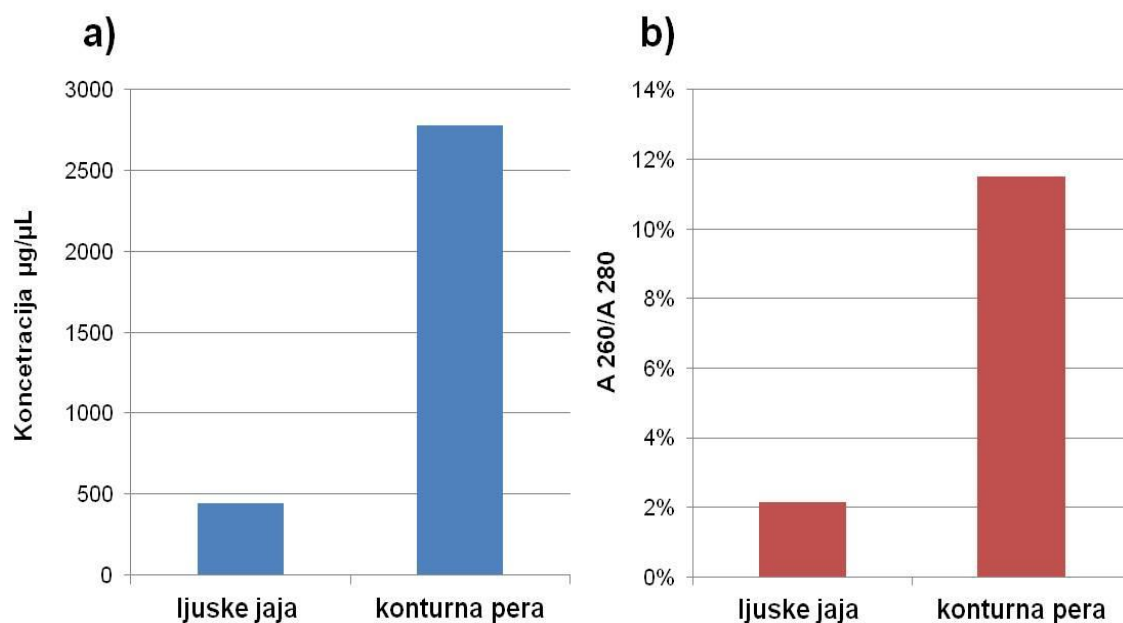 a)
Koncetracija µg/µL
3000
2500
2000
1500
1000
500
0
ljuske jaja
konturna pera
b)
A 260/A 280
14%
12%
10%
8%
6%
4%
2%
0%
ljuske jaja
konturna pera